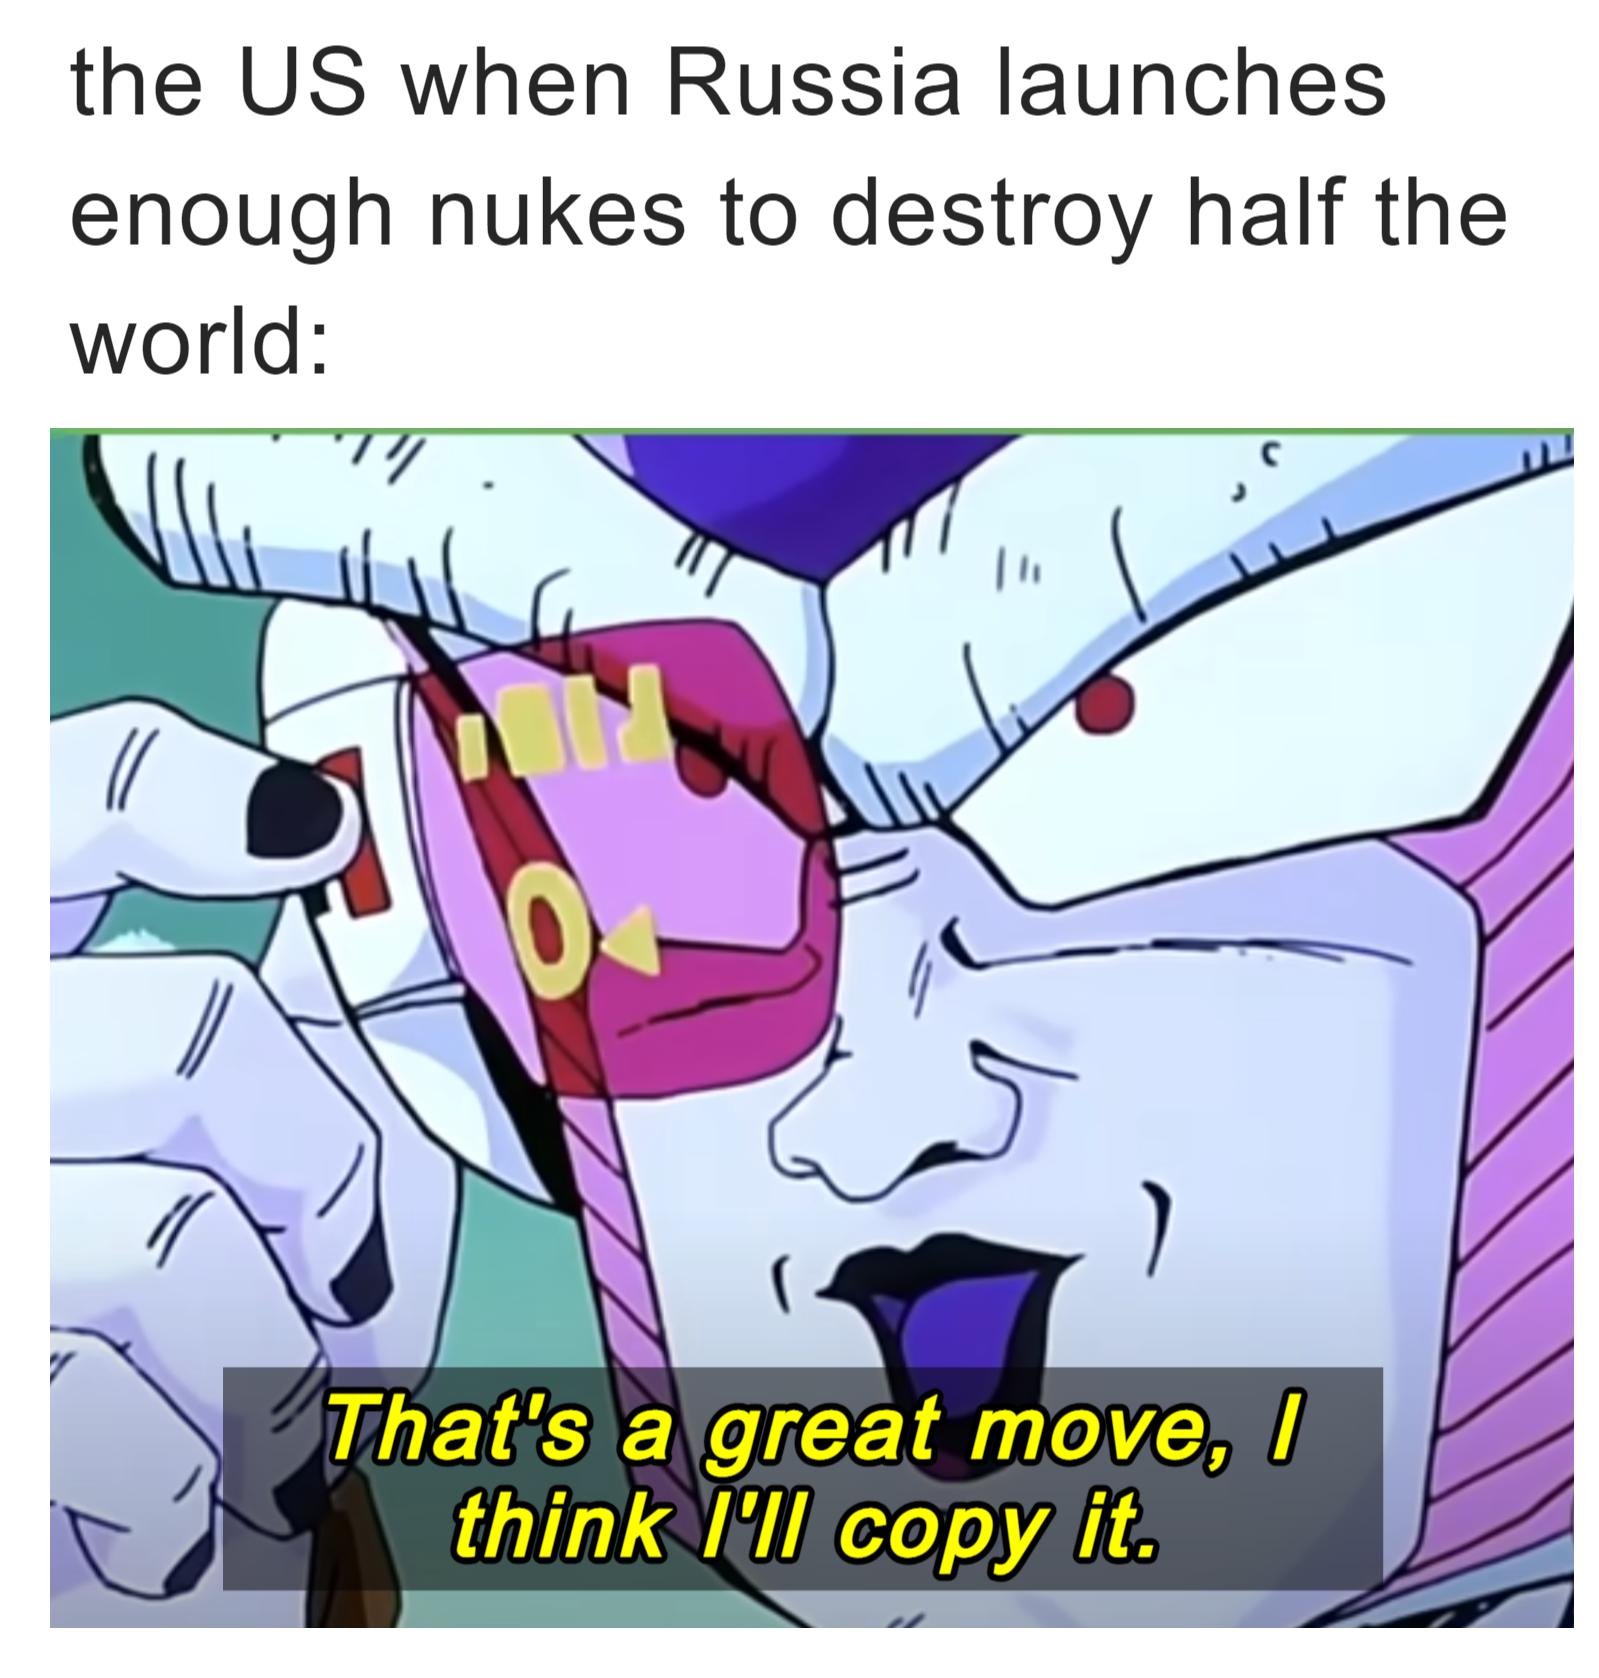 the US when Russia launches
enough nukes to destroy half the
world:
That's a great move, I
think I'll copy it.